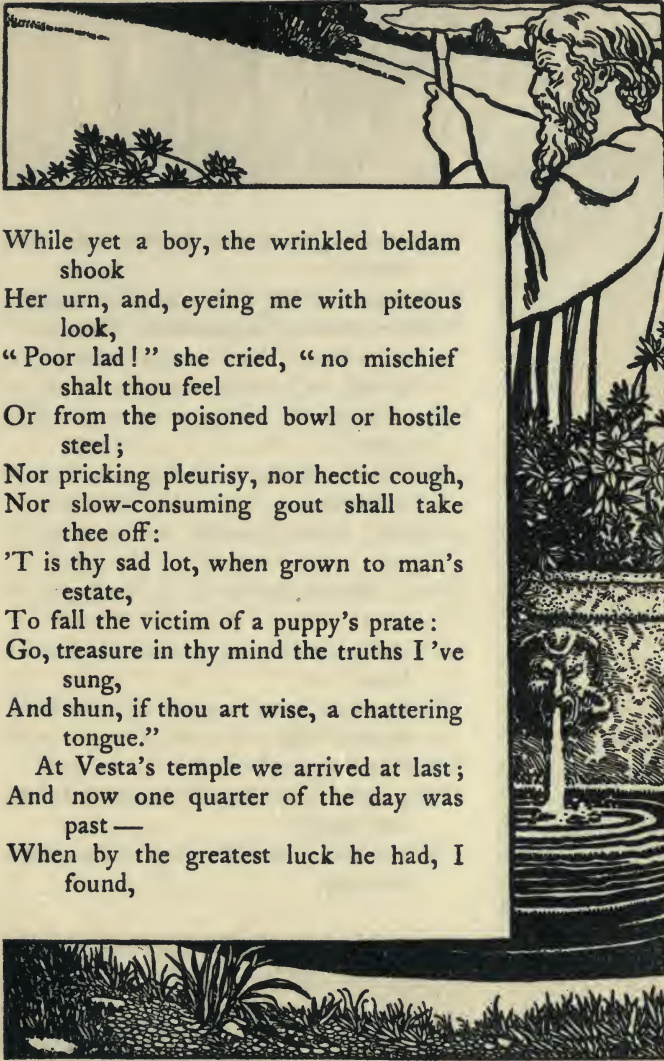 While yet a boy, the wrinkled beldam
shook
Her urn, and, eyeing me with piteous
look,
“Poor lad!” she cried, “no mischief
shalt thou feel
Or from the poisoned bowl or hostile
steel;
Nor pricking pleurisy, nor hectic cough,
Nor slow-consuming gout shall take
thee off:
’T is thy sad lot, when grown to man’s
estate,
To fall the victim of a puppy’s prate:
Go, treasure in thy mind the truths I ’ve
sung,
And shun, if thou art wise, a chattering
tongue.”
At Vesta’s temple we arrived at last;
And now one quarter of the day was
past —
When by the greatest luck he had, I
found,